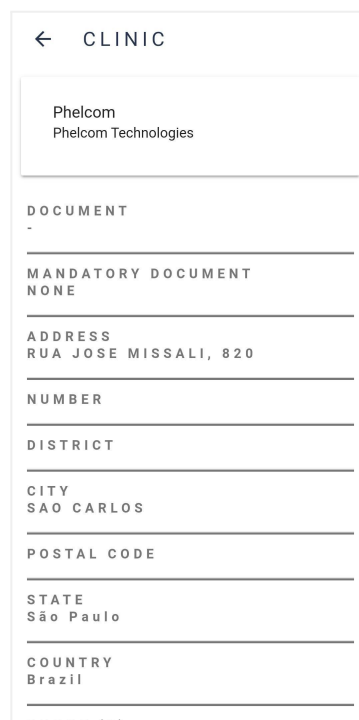 CLINIC
Phelcom
Phelcom Technologies
DOCUMENT
-
MANDATORY DOCUMENT
NONE
ADDRESS
RUA JOSE MISSALI, 820
NUMBER
DISTRICT
CITY
SAO CARLOS
POSTAL CODE
STATE
São Paulo
COUNTRY
Brazil